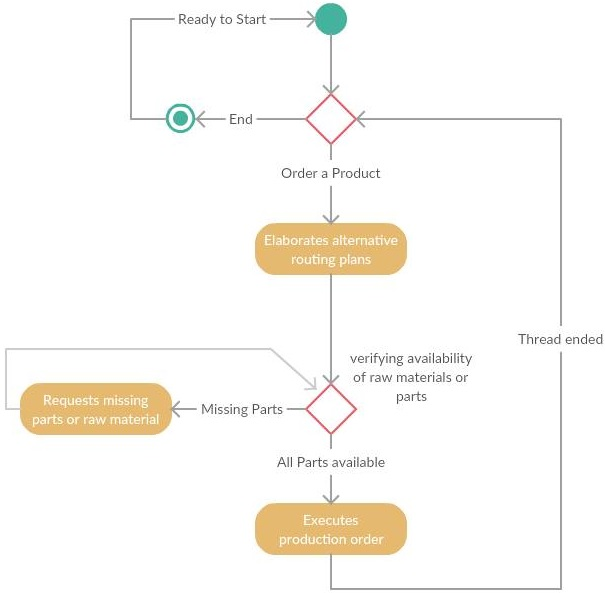 Ready to Start
End
Order a Product
Elaborates alternative
routing plans
Thread ended
verifying availability
of raw materials or
parts
Requests missing
parts or raw material
Missing Parts
All Parts available
Executes
production order